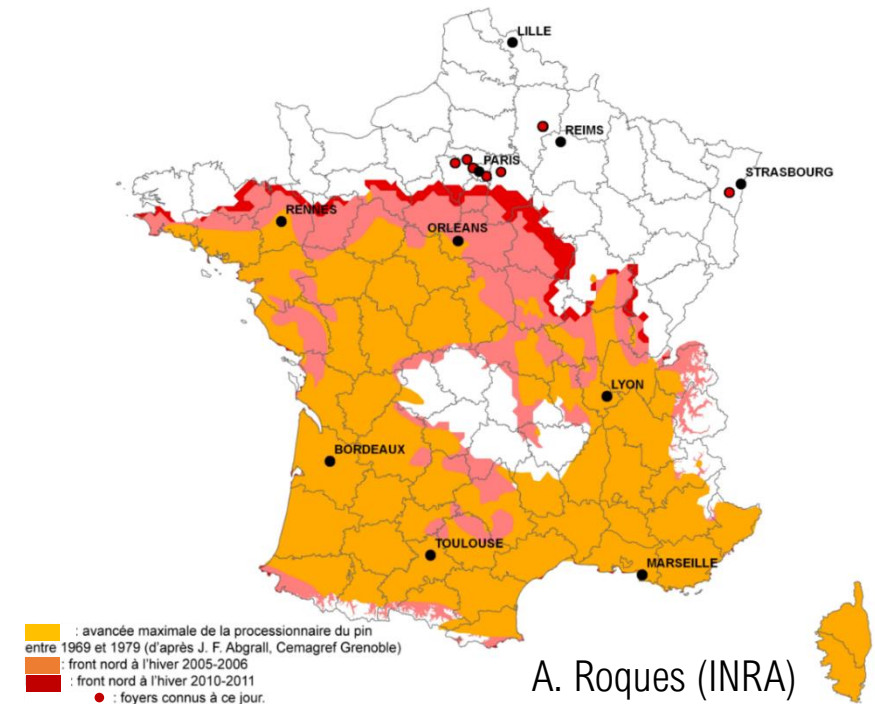 LILLE
REIMS
PARIS
STRASBOURG
RENNES
ORLEANS
LYON
BORDEAUX
TOULOUSE
MARSEILLE
: avancée maximale de la processionnaire du pin
entre 1969 et 1979 (d'après J. F. Abgrall, Cemagref Grenoble)
: front nord à l'hiver 2005-2006
: front nord à l'hiver 2010-2011
: foyers connus à ce jour.
A. Roques (INRA)